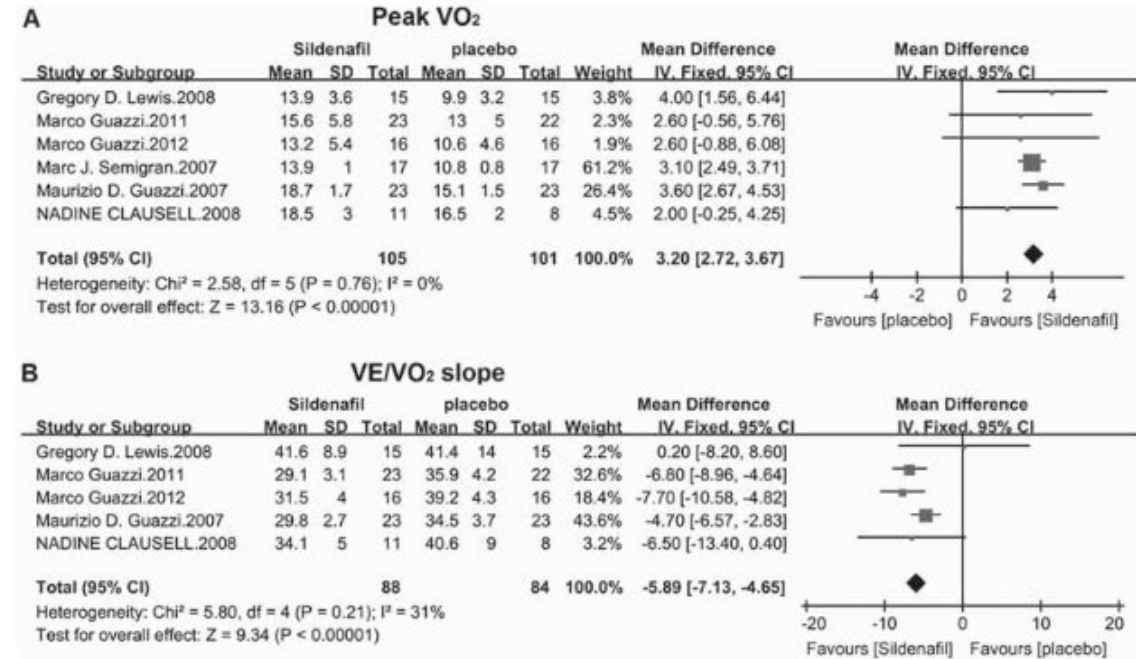 A Peak VO₂
Sildenafil placebo Mean Difference Mean Difference
Study or Subgroup Mean SD Total Mean SD Total Weight IV, Fixed, 95% CI IV, Fixed, 95% CI
Gregory D. Lewis.2008 13.9 3.6 15 9.9 3.2 15 3.8% 4.00 [1.56, 6.44]
Marco Guazzi.2011 15.6 5.8 23 13 5 22 2.3% 2.60 [-0.56, 5.76]
Marco Guazzi.2012 13.2 5.4 16 10.6 4.6 16 1.9% 2.60 [-0.88, 6.08]
Marc J. Semigran.2007 13.9 1 17 10.8 0.8 17 61.2% 3.10 [2.49, 3.71]
Maurizio D. Guazzi.2007 18.7 1.7 23 15.1 1.5 23 26.4% 3.60 [2.67, 4.53]
NADINE CLAUSELL.2008 18.5 3 11 16.5 2 8 4.5% 2.00 [-0.25, 4.25]
Total (95% CI) 105 101 100.0% 3.20 [2.72, 3.67]
Heterogeneity: Chi² = 2.58, df = 5 (P = 0.76); I² = 0%
Test for overall effect: Z = 13.16 (P < 0.00001)
-4 -2 0 2 4
Favours [placebo] Favours [Sildenafil]
B VE/VO₂ slope
Sildenafil placebo Mean Difference Mean Difference
Study or Subgroup Mean SD Total Mean SD Total Weight IV, Fixed, 95% CI IV, Fixed, 95% CI
Gregory D. Lewis.2008 41.6 8.9 15 41.4 14 15 2.2% 0.20 [-8.20, 8.60]
Marco Guazzi.2011 29.1 3.1 23 35.9 4.2 22 32.6% -6.80 [-8.96, -4.64]
Marco Guazzi.2012 31.5 4 16 39.2 4.3 16 18.4% -7.70 [-10.58, -4.82]
Maurizio D. Guazzi.2007 29.8 2.7 23 34.5 3.7 23 43.6% -4.70 [-6.57, -2.83]
NADINE CLAUSELL.2008 34.1 5 11 40.6 9 8 3.2% -6.50 [-13.40, 0.40]
Total (95% CI) 88 84 100.0% -5.89 [-7.13, -4.65]
Heterogeneity: Chi² = 5.80, df = 4 (P = 0.21); I² = 31%
Test for overall effect: Z = 9.34 (P < 0.00001)
-20 -10 0 10 20
Favours [Sildenafil] Favours [placebo]